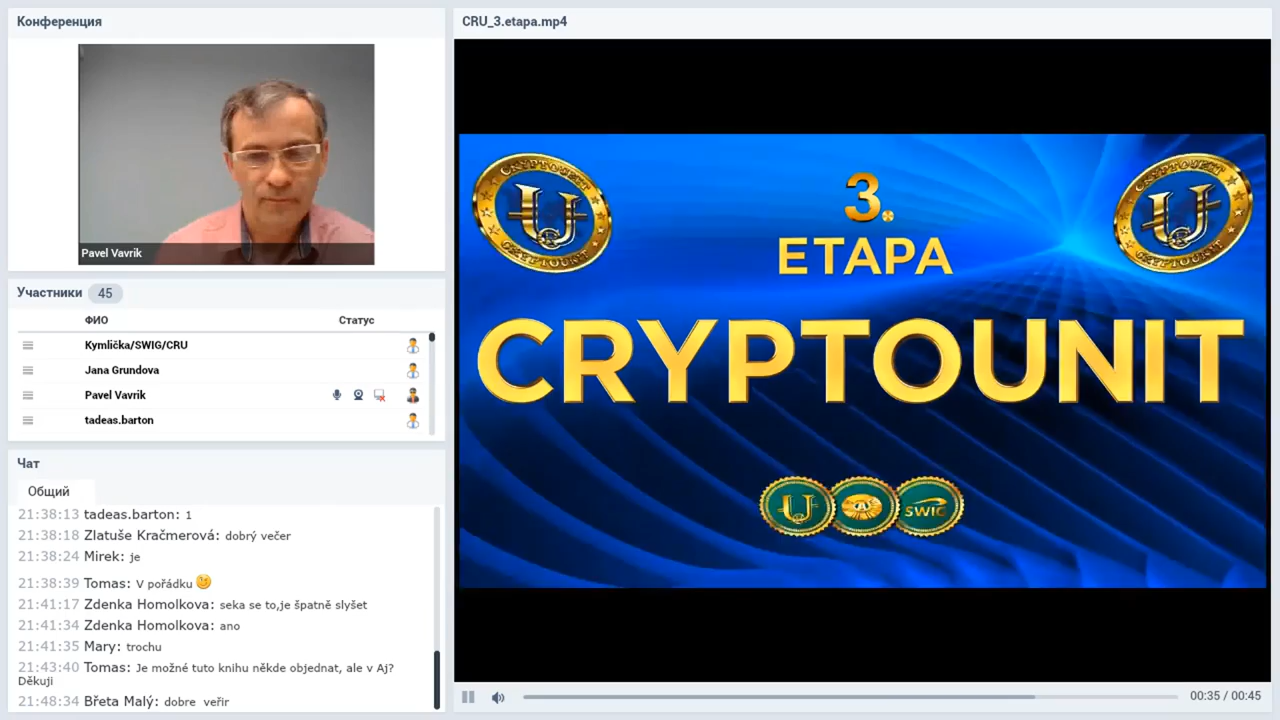 Конференция
Pavel Vavrik
Участники 45
ФИО Статус
Kymlička/SWIG/CRU
Jana Grundova
Pavel Vavrik
tadeas.barton
Чат
Общий
21:38:13 tadeas.barton: 1
21:38:18 Zlatuše Kračmerová: dobrý večer
21:38:24 Mirek: je
21:38:39 Tomas: V pořádku
21:41:17 Zdenka Homolkova: seka se to,je špatně slyšet
21:41:34 Zdenka Homolkova: ano
21:41:35 Mary: trochu
21:43:40 Tomas: Je možné tuto knihu někde objednat, ale v Aj?
Děkuji
21:48:34 Břeta Malý: dobre veřir
CRU_3.etapa.mp4
CRYPTOUNIT
CRYPTOUNIT
CRYPTOUNIT
CRYPTOUNIT
3.
ETAPA
CRYPTOUNIT
SWIG
00:35 / 00:45